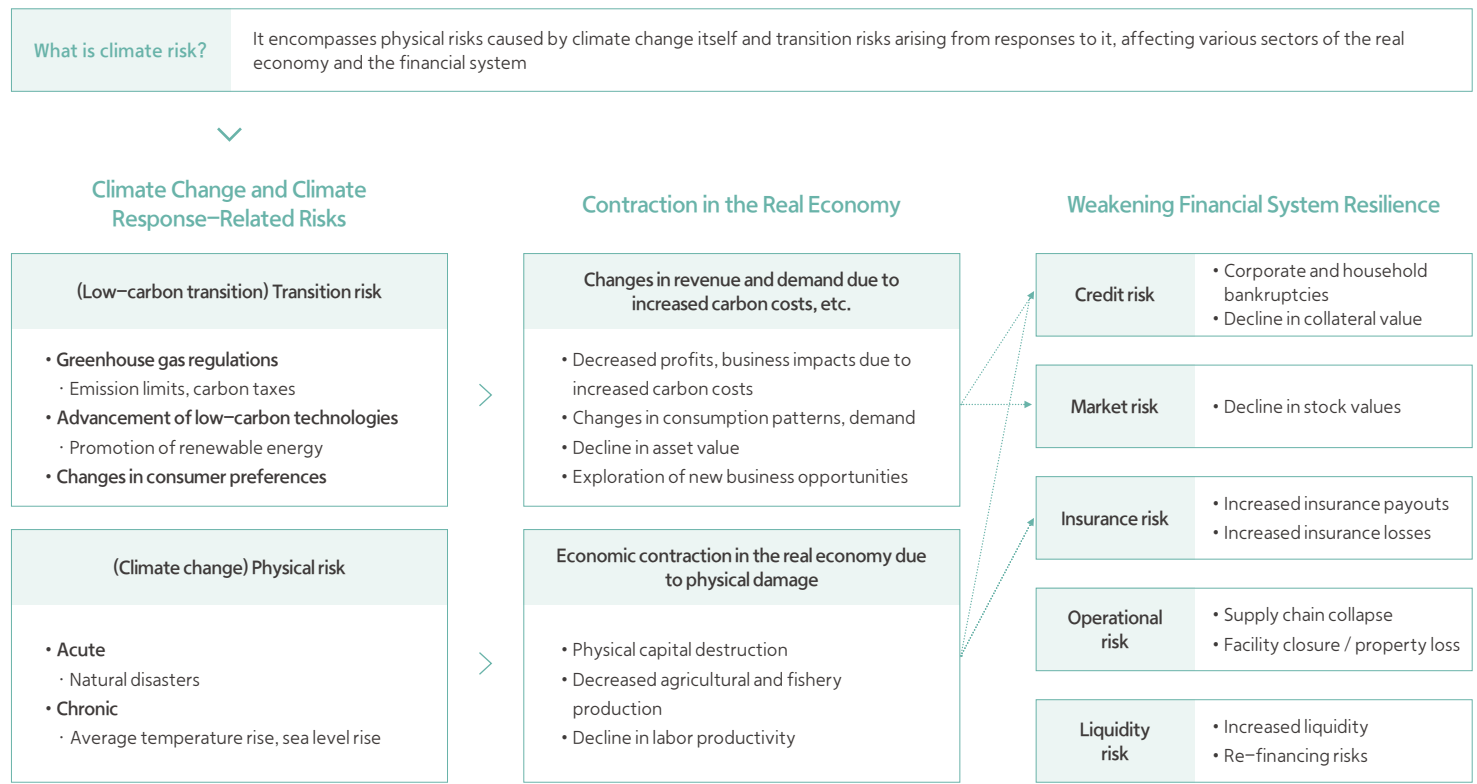 What is climate risk?
It encompasses physical risks caused by climate change itself and transition risks arising from responses to it, affecting various sectors of the real
economy and the financial system
Climate Change and Climate
Response-Related Risks
(Low-carbon transition) Transition risk
• Greenhouse gas regulations
· Emission limits, carbon taxes
• Advancement of low-carbon technologies
· Promotion of renewable energy
• Changes in consumer preferences
(Climate change) Physical risk
• Acute
· Natural disasters
• Chronic
· Average temperature rise, sea level rise
Contraction in the Real Economy
Changes in revenue and demand due to
increased carbon costs, etc.
• Decreased profits, business impacts due to
increased carbon costs
• Changes in consumption patterns, demand
• Decline in asset value
• Exploration of new business opportunities
Economic contraction in the real economy due
to physical damage
• Physical capital destruction
• Decreased agricultural and fishery
production
• Decline in labor productivity
Weakening Financial System Resilience
Credit risk
• Corporate and household
bankruptcies
• Decline in collateral value
Market risk
• Decline in stock values
Insurance risk
• Increased insurance payouts
• Increased insurance losses
Operational
risk
• Supply chain collapse
• Facility closure / property loss
Liquidity
risk
• Increased liquidity
• Re-financing risks